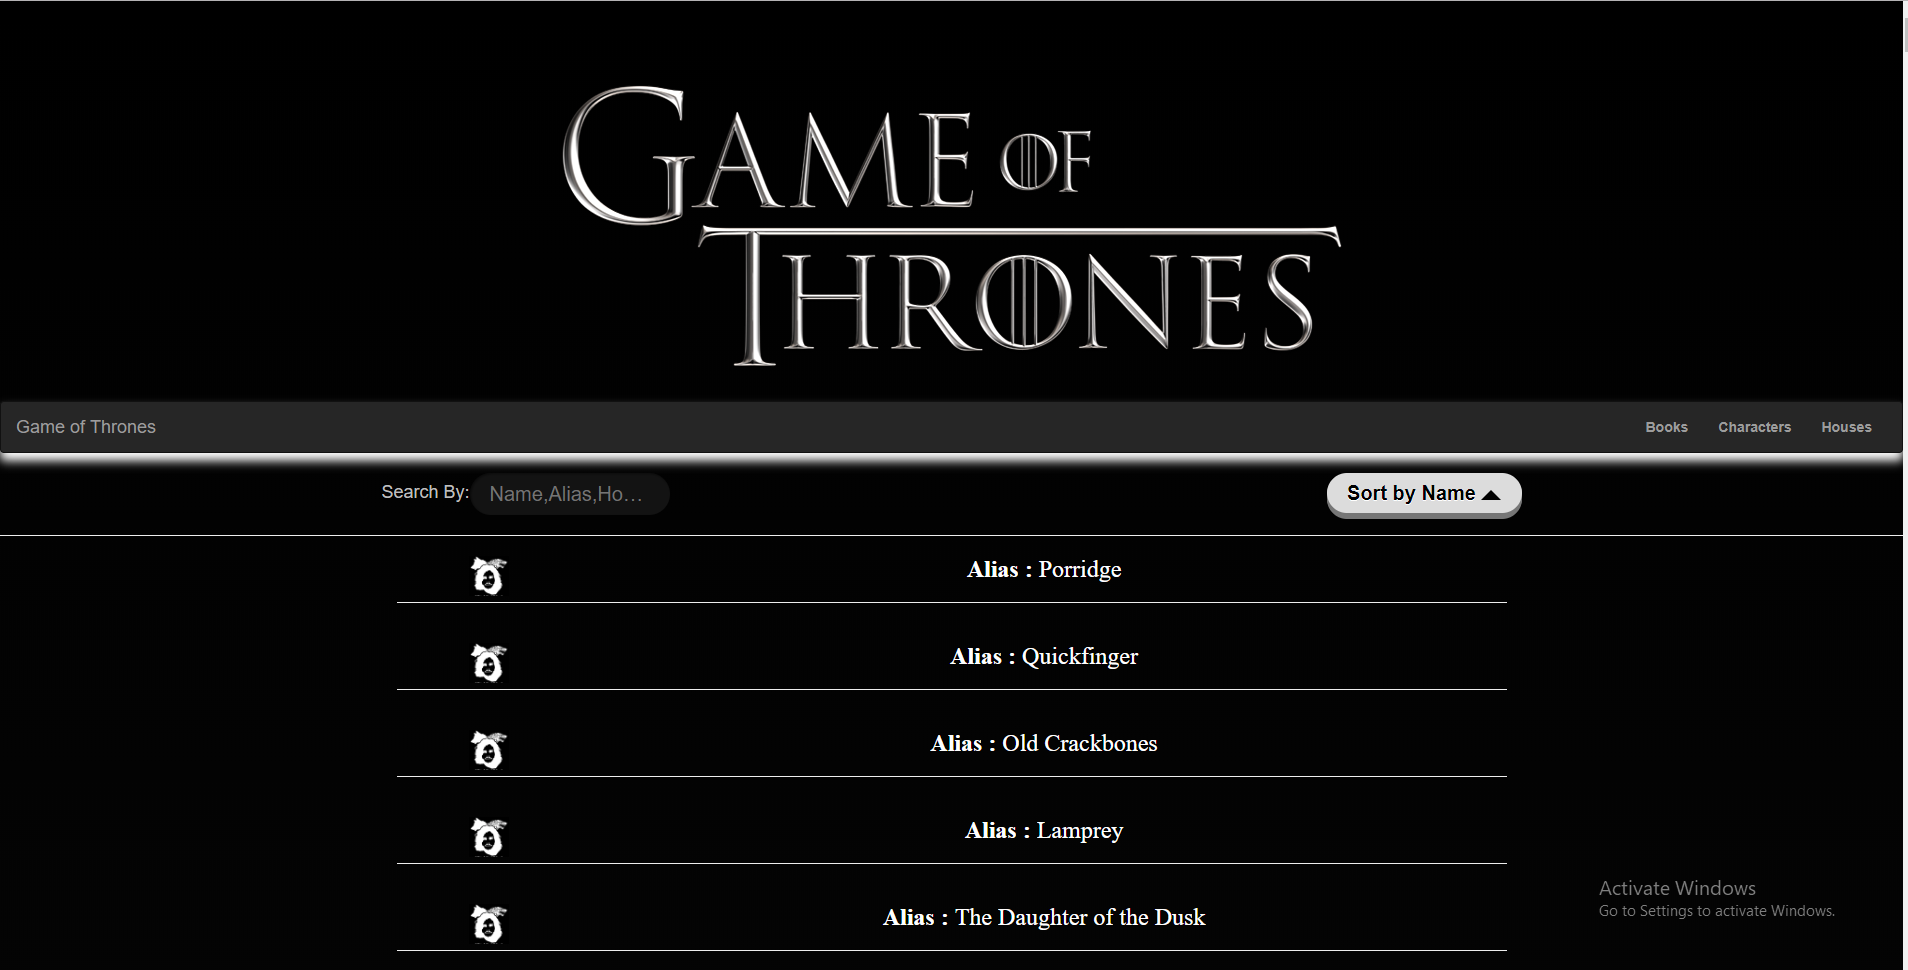 GAME OF
THRONES
Game of Thrones Books Characters Houses
Search By: Name,Alias,Ho… Sort by Name
Alias : Porridge
Alias : Quickfinger
Alias : Old Crackbones
Alias : Lamprey
Alias : The Daughter of the Dusk
Activate Windows
Go to Settings to activate Windows.